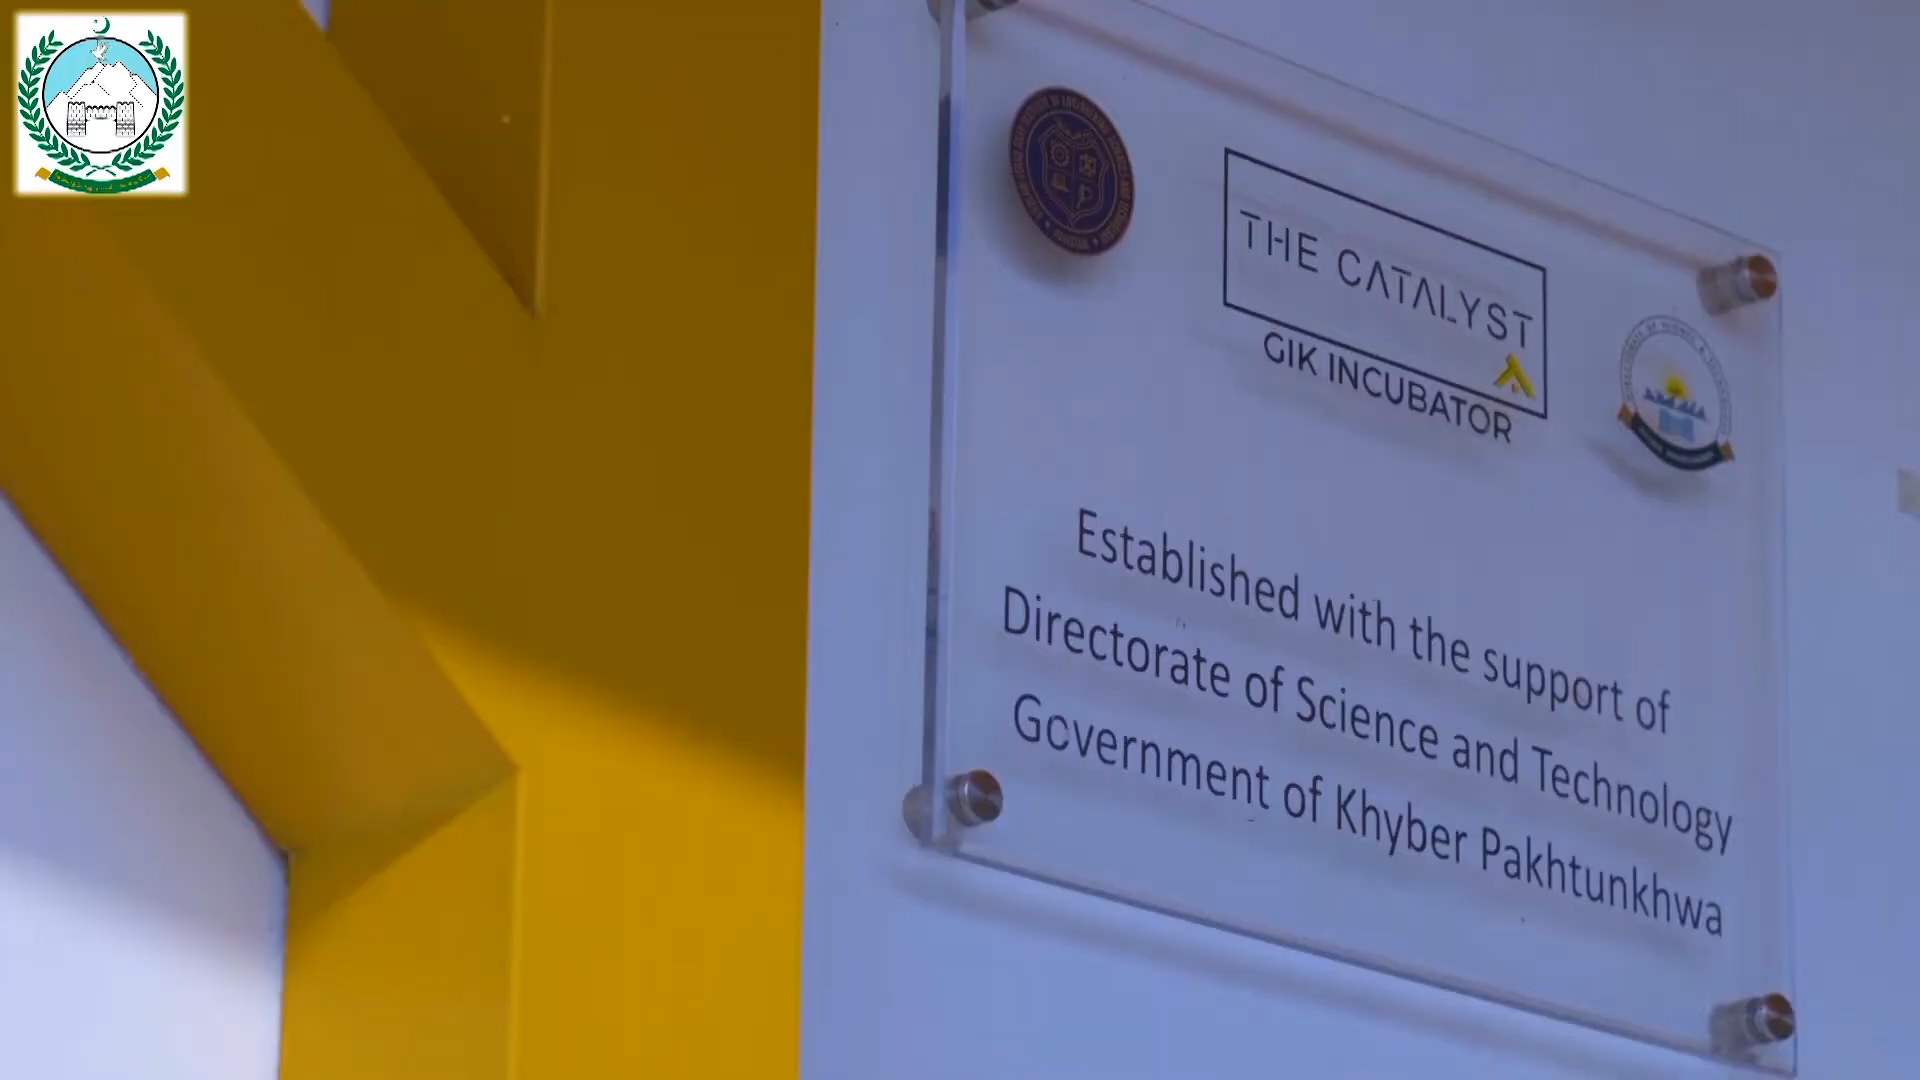 THE CATALYST
GIK INCUBATOR
Established with the support of
Directorate of Science and Technology
Government of Khyber Pakhtunkhwa